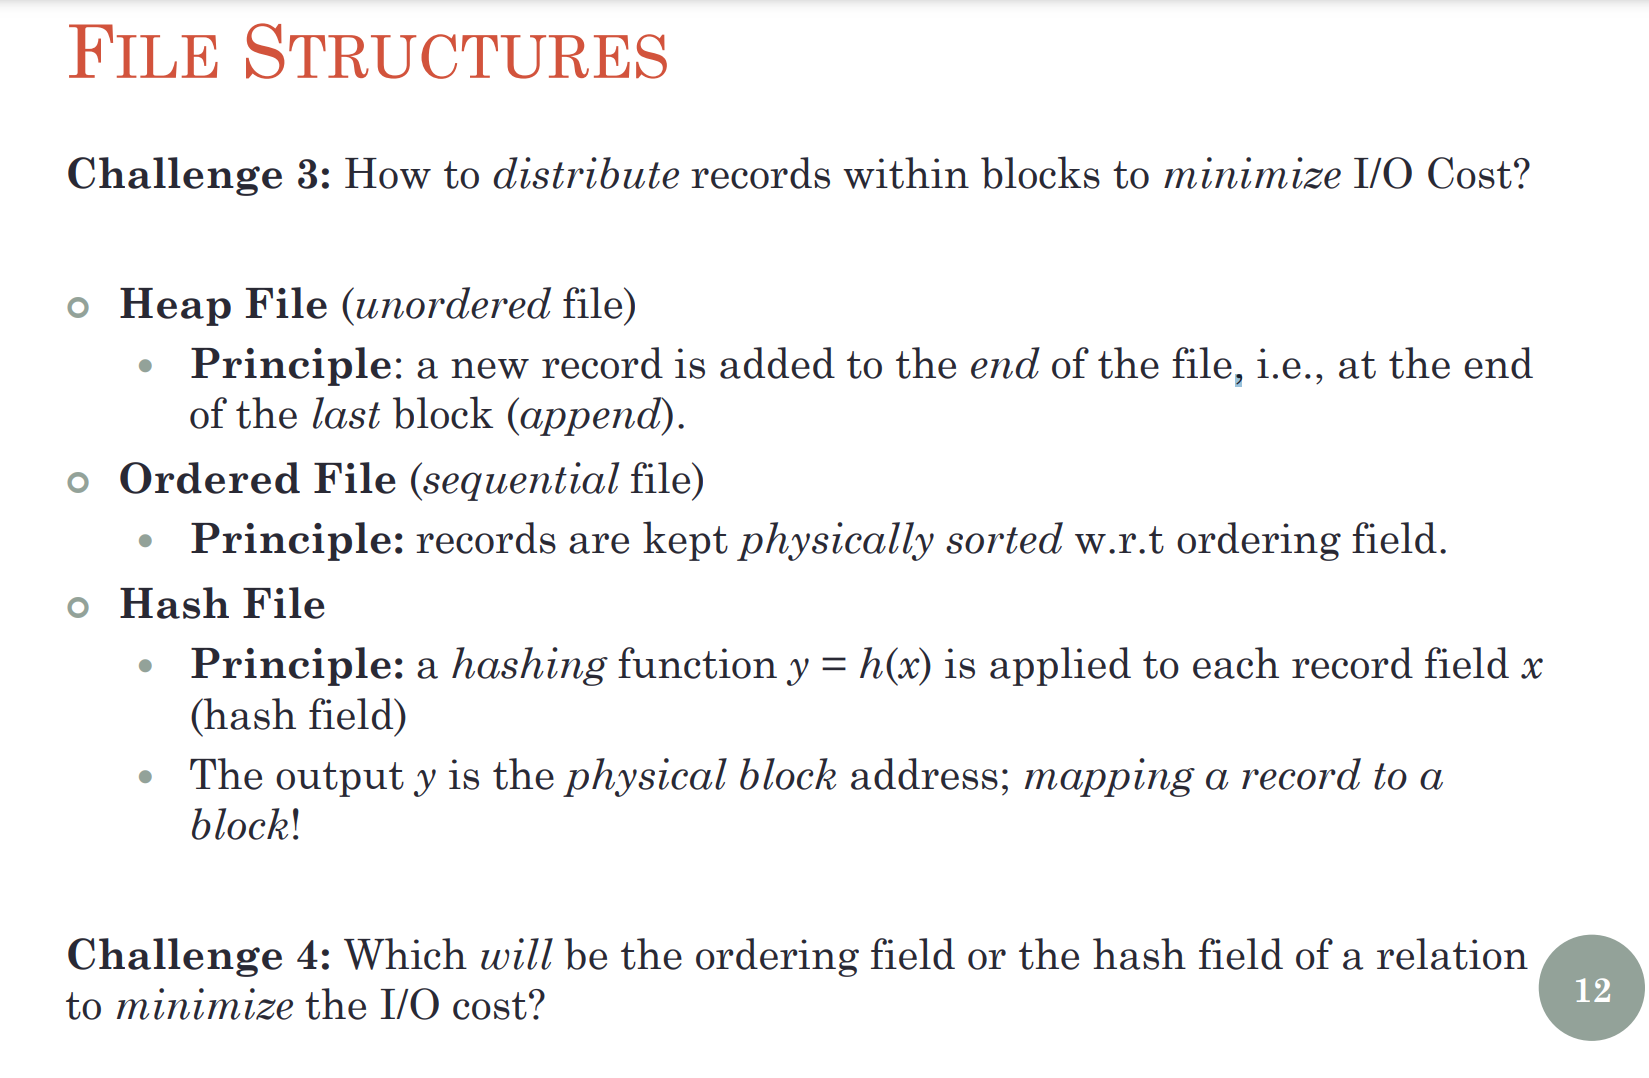 FILE STRUCTURES
Challenge 3: How to distribute records within blocks to minimize I/O Cost?
Heap File (unordered file)
Principle: a new record is added to the end of the file, i.e., at the end
of the last block (append).
Ordered File (sequential file)
Principle: records are kept physically sorted w.r.t ordering field.
Hash File
Principle: a hashing function y = h(x) is applied to each record field x
(hash field)
The output y is the physical block address; mapping a record to a
block!
Challenge 4: Which will be the ordering field or the hash field of a relation
to minimize the I/O cost?
12